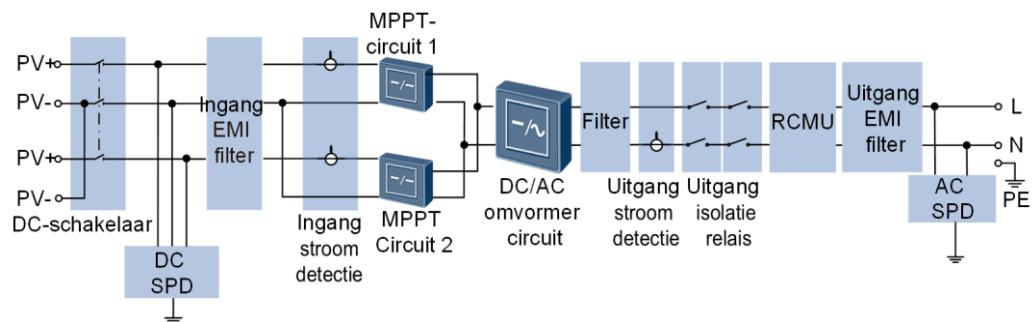 PV+
PV-
PV+
PV-
DC-schakelaar
DC
SPD
Ingang
EMI
filter
Ingang
stroom
detectie
MPPT-
circuit 1
MPPT
Circuit 2
DC/AC
omvormer
circuit
Filter
Uitgang
stroom
detectie
Uitgang
isolatie
relais
RCMU
Uitgang
EMI
filter
L
N
PE
AC
SPD